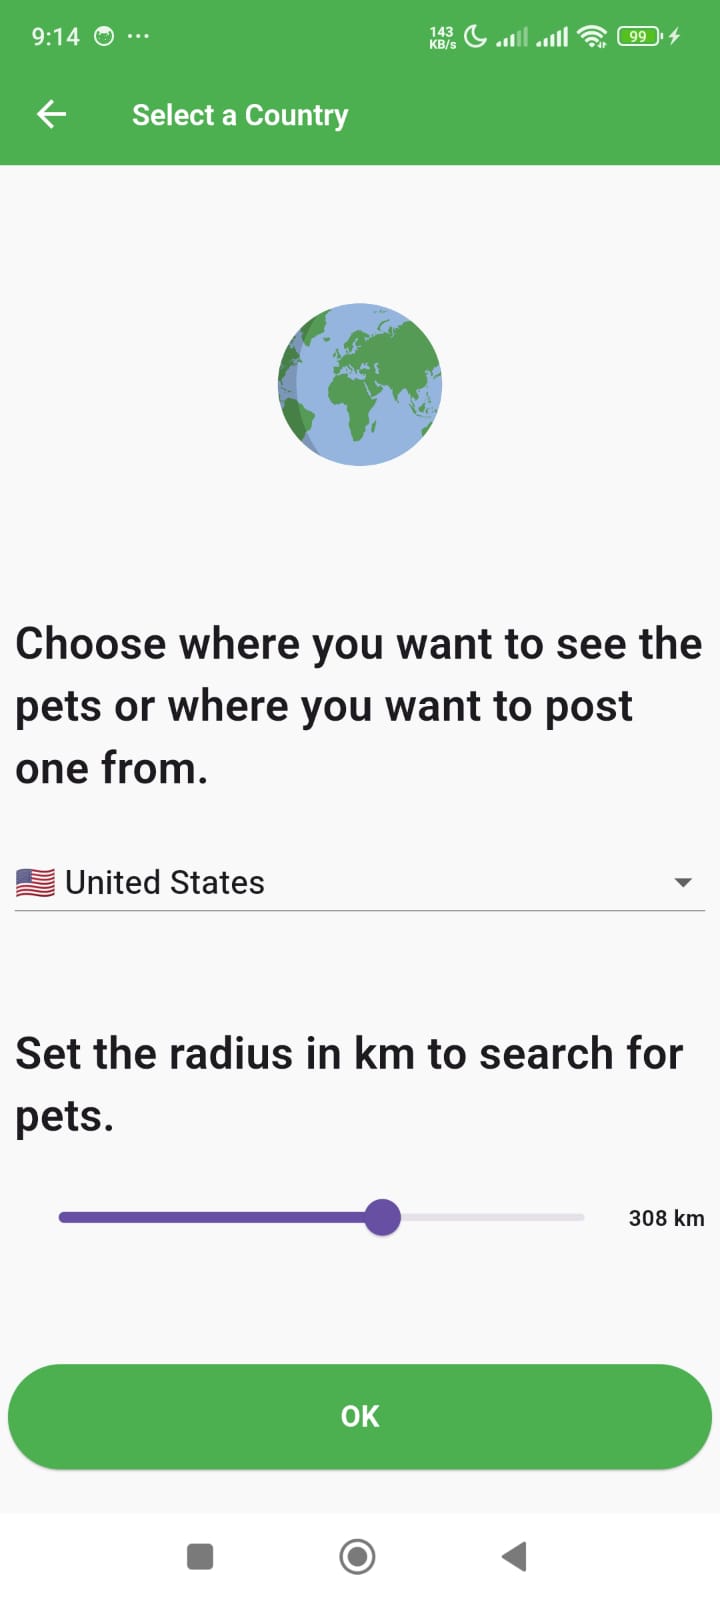 9:14
143
KB/s
99
Select a Country
Choose where you want to see the
pets or where you want to post
one from.
🇺🇸 United States
Set the radius in km to search for
pets.
308 km
OK